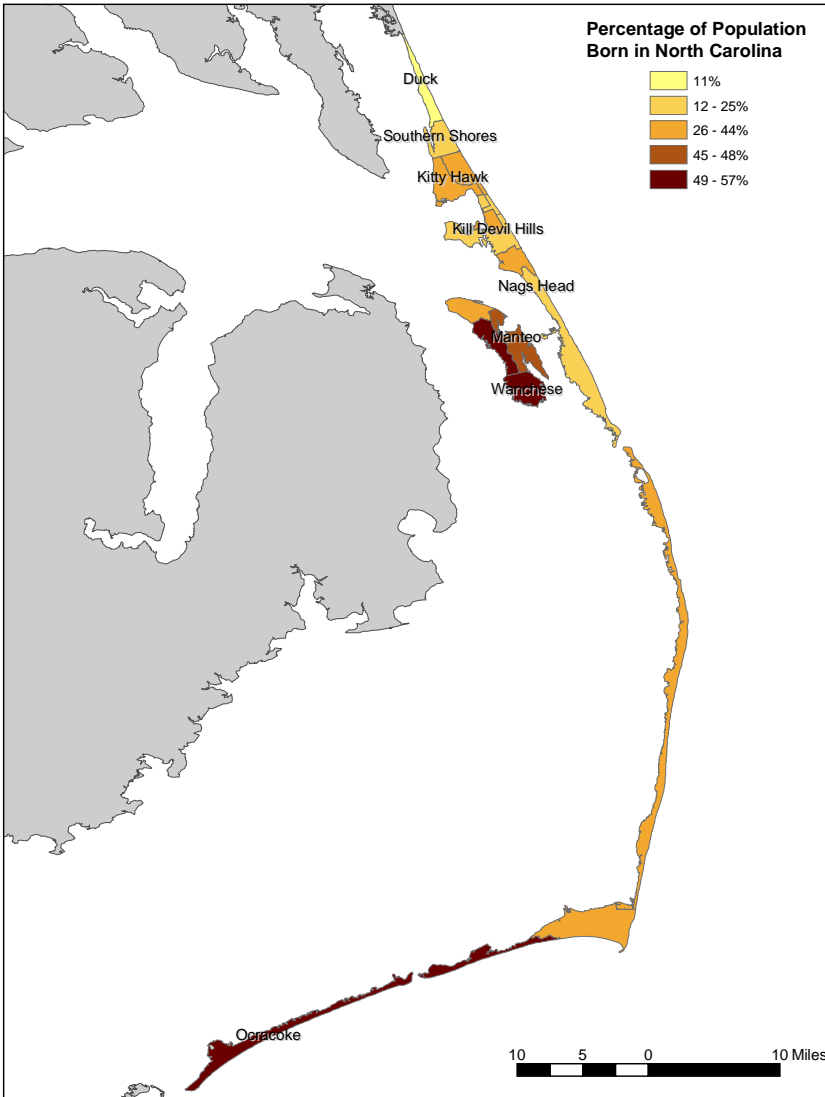 Percentage of Population
Born in North Carolina
11%
12 - 25%
26 - 44%
45 - 48%
49 - 57%
Duck
Southern Shores
Kitty Hawk
Kill Devil Hills
Nags Head
Manteo
Wanchese
Ocracoke
10 5 0 10 Miles